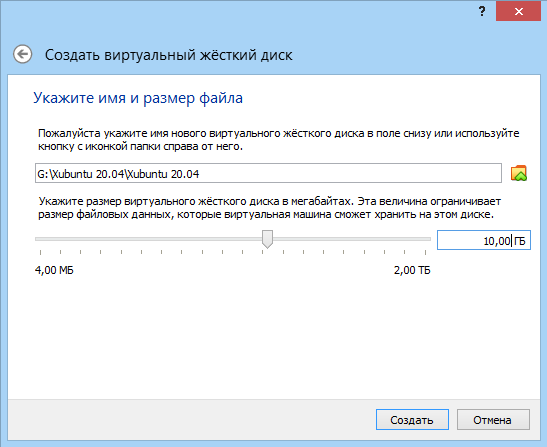 ?
Создать виртуальный жёсткий диск
Укажите имя и размер файла
Пожалуйста укажите имя нового виртуального жёсткого диска в поле снизу или используйте
кнопку с иконкой папки справа от него.
G:\Xubuntu 20.04\Xubuntu 20.04
Укажите размер виртуального жёсткого диска в мегабайтах. Эта величина ограничивает
размер файловых данных, которые виртуальная машина сможет хранить на этом диске.
10,00 ГБ
4,00 МБ 2,00 ТБ
Создать Отмена